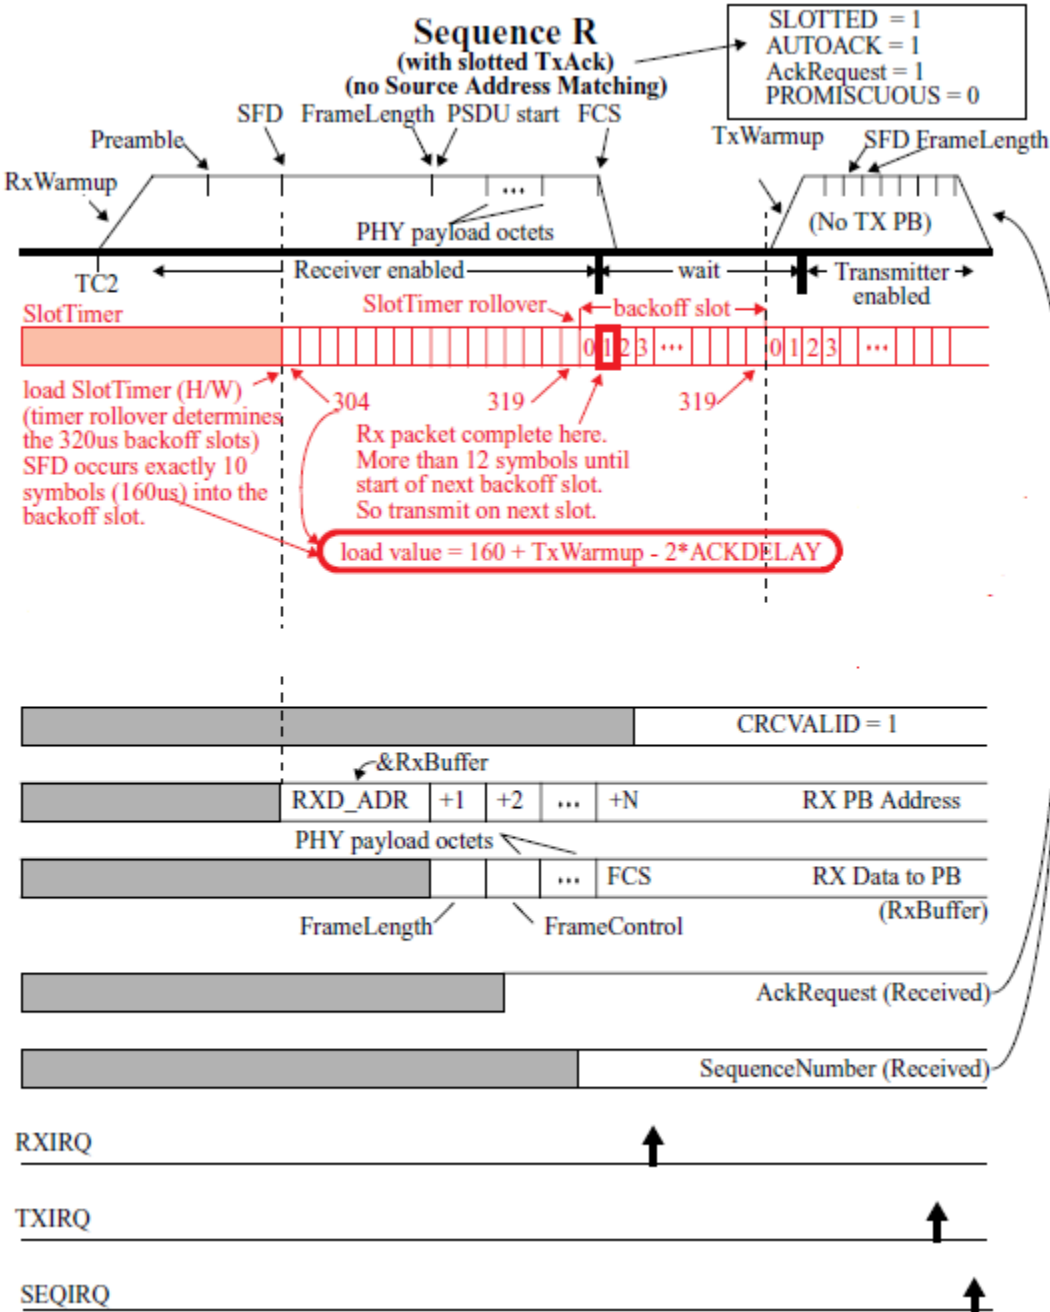 Sequence R
(with slotted TxAck)
(no Source Address Matching)
SLOTTED = 1
AUTOACK = 1
AckRequest = 1
PROMISCUOUS = 0
SFD FrameLength PSDU start FCS
Preamble
TxWarmup SFD FrameLength
RxWarmup
...
PHY payload octets
(No TX PB)
TC2
Receiver enabled
wait
Transmitter
enabled
SlotTimer
SlotTimer rollover
backoff slot
0 1 2 3 ... 0 1 2 3 ...
load SlotTimer (H/W)
(timer rollover determines
the 320us backoff slots)
SFD occurs exactly 10
symbols (160us) into the
backoff slot.
304
319
319
Rx packet complete here.
More than 12 symbols until
start of next backoff slot.
So transmit on next slot.
load value = 160 + TxWarmup - 2*ACKDELAY
CRCVALID = 1
&RxBuffer
RXD_ADR +1 +2 ... +N RX PB Address
PHY payload octets
... FCS RX Data to PB
(RxBuffer)
FrameLength FrameControl
AckRequest (Received)
SequenceNumber (Received)
RXIRQ
TXIRQ
SEQIRQ